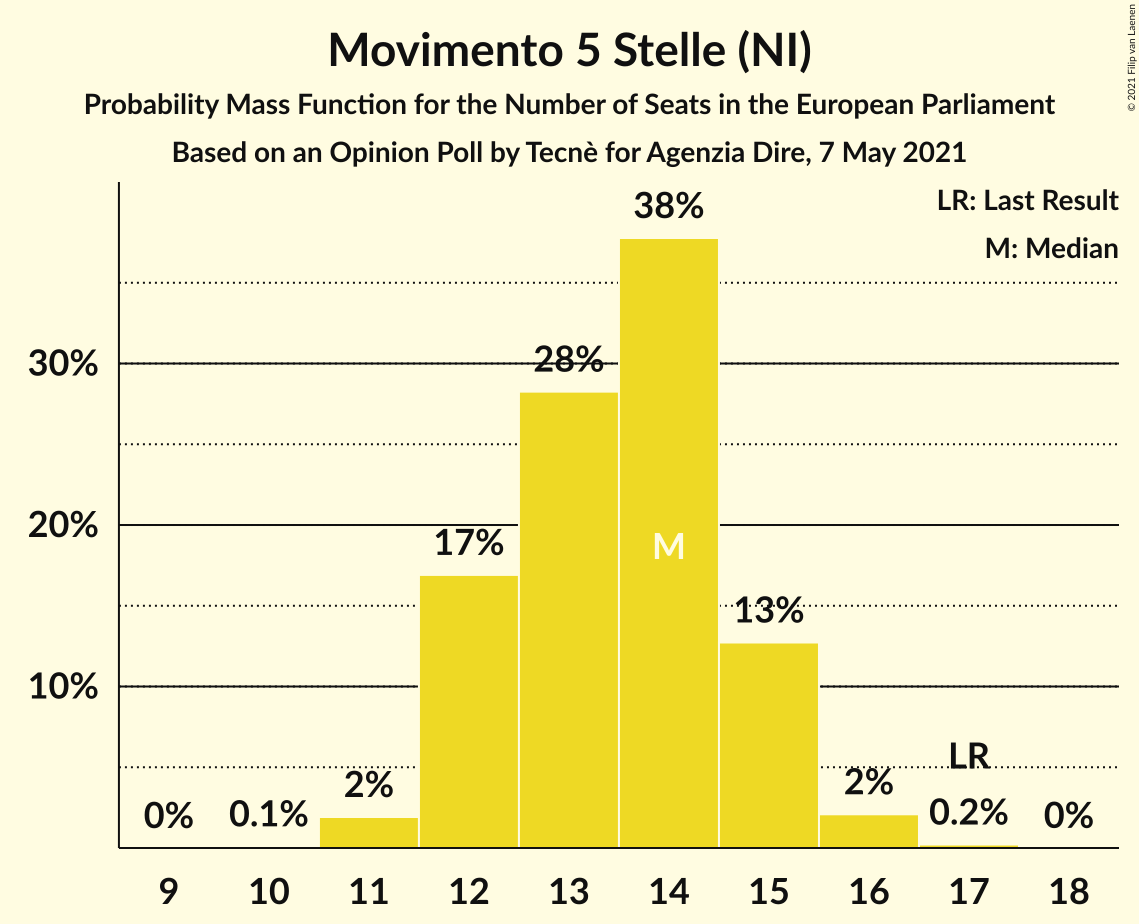 Movimento 5 Stelle (NI)
Probability Mass Function for the Number of Seats in the European Parliament
Based on an Opinion Poll by Tecnè for Agenzia Dire, 7 May 2021
© 2021 Filip van Laenen
LR: Last Result
M: Median
38%
30%
28%
20%
17%
M
13%
10%
LR
2%
2%
0%
0.1%
0.2%
0%
9 10 11 12 13 14 15 16 17 18